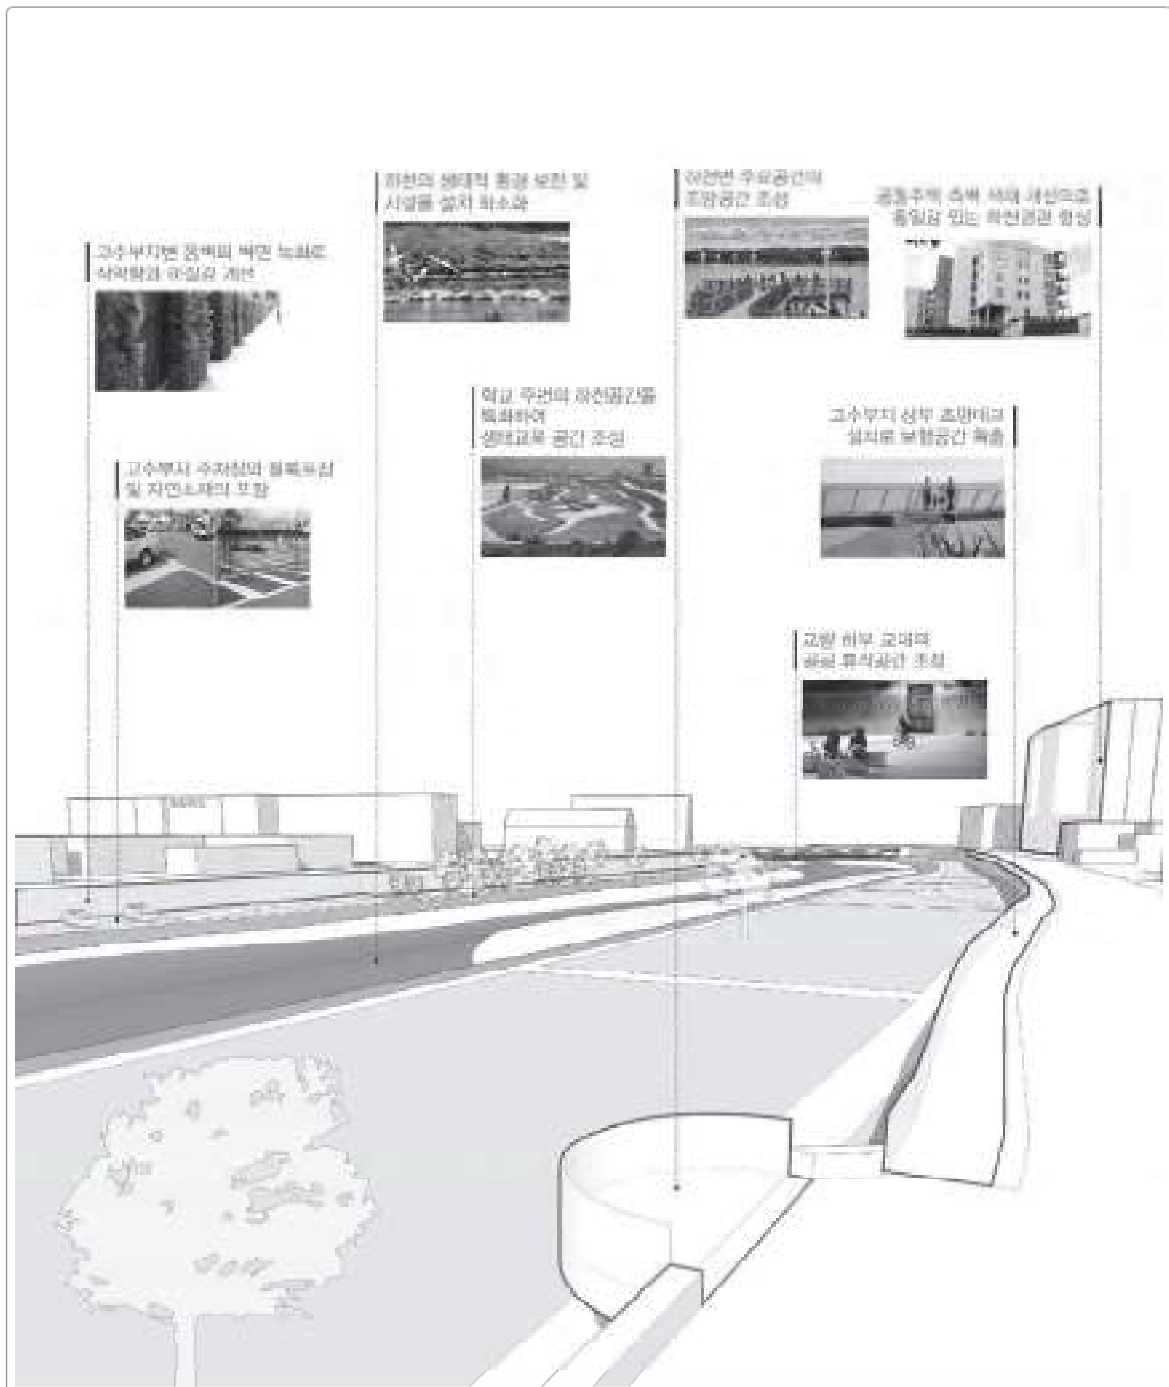 하천의 생태적 환경 보전 및
시설물 설치 최소화
하천변 주요공간의
조망공간 조성
공동주택 측벽 색채 개선으로
통일감 있는 하천경관 형성
고수부지변 옹벽의 벽면 녹화로
삭막함과 이질감 개선
학교 주변의 하천공간을
특화하여
생태교육 공간 조성
고수부지 상부 조망데크
설치로 보행공간 확충
고수부지 주차장의 블록포장
및 자연소재의 포장
교량 하부 교대의
공공 휴식공간 조성